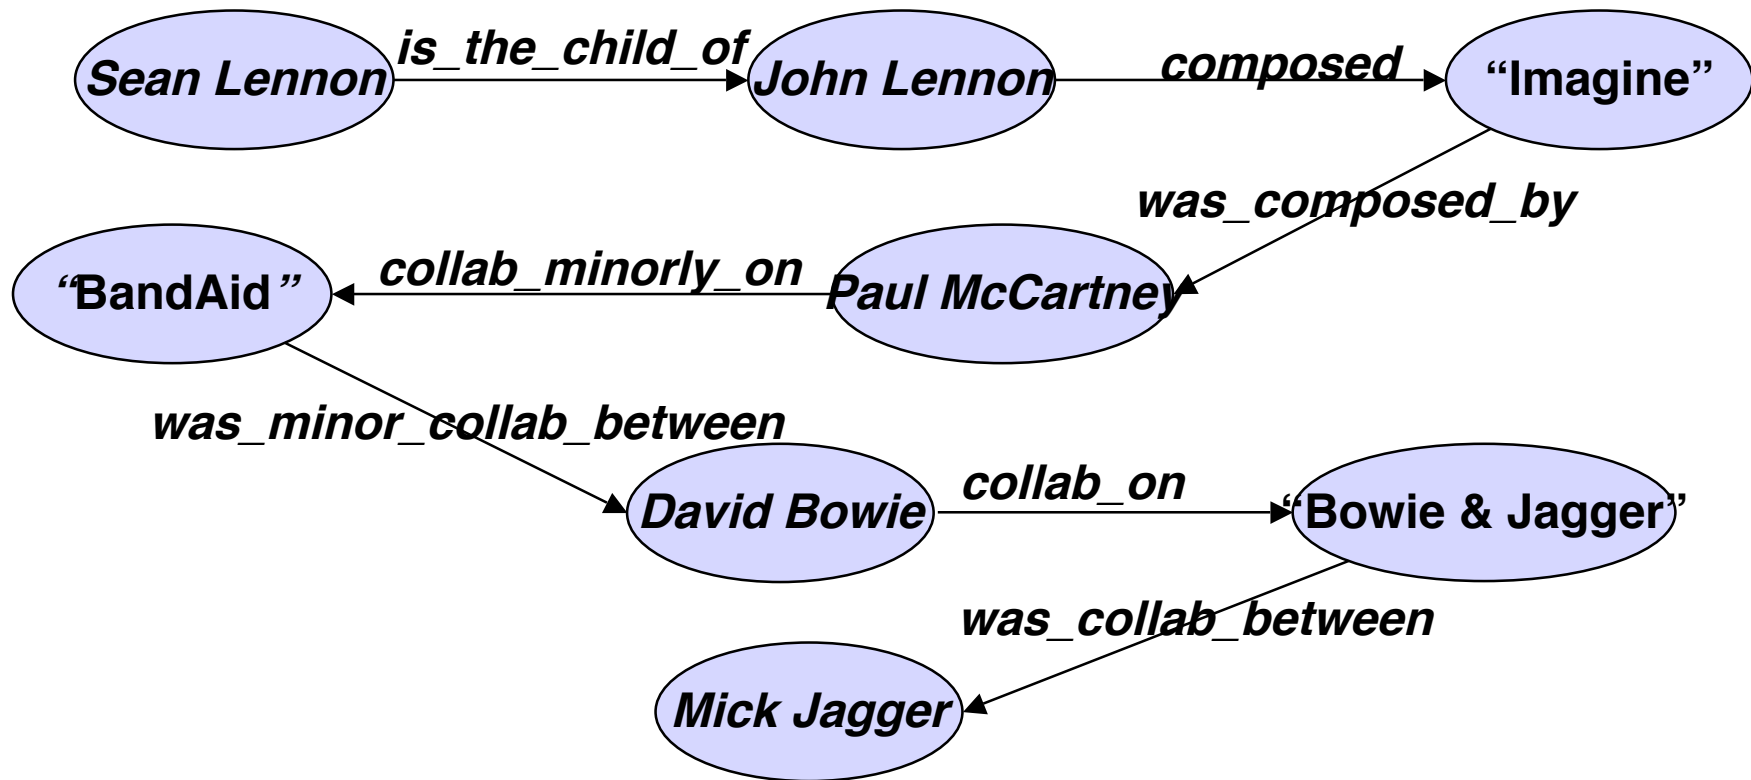 is_the_child_of
Sean Lennon
John Lennon
composed
“Imagine”
was_composed_by
collab_minorly_on
“BandAid”
Paul McCartney
was_minor_collab_between
collab_on
David Bowie
“Bowie & Jagger”
was_collab_between
Mick Jagger